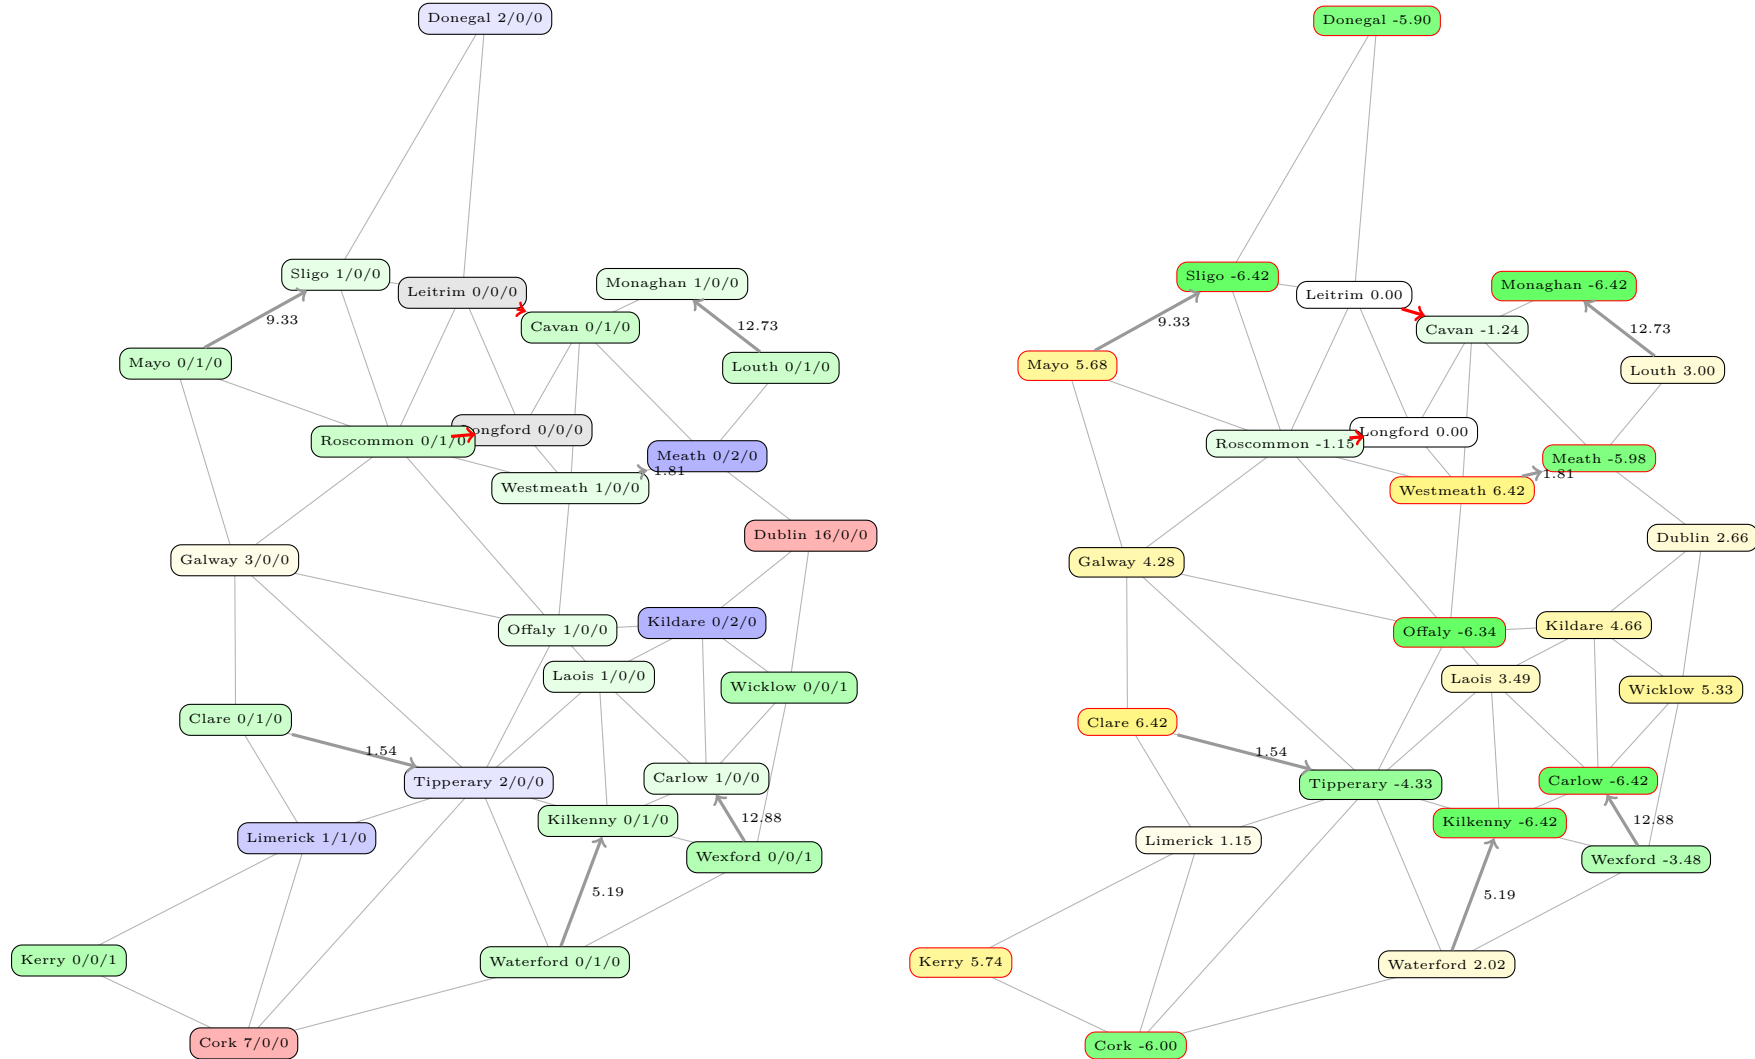 Donegal 2/0/0
Sligo 1/0/0
Leitrim 0/0/0
Monaghan 1/0/0
9.33
Cavan 0/1/0
12.73
Mayo 0/1/0
Louth 0/1/0
Roscommon 0/1/0
Longford 0/0/0
Meath 0/2/0
1.81
Westmeath 1/0/0
Dublin 16/0/0
Galway 3/0/0
Offaly 1/0/0
Kildare 0/2/0
Laois 1/0/0
Wicklow 0/0/1
Clare 0/1/0
1.54
Tipperary 2/0/0
Carlow 1/0/0
Kilkenny 0/1/0
12.88
Limerick 1/1/0
Wexford 0/0/1
5.19
Kerry 0/0/1
Waterford 0/1/0
Cork 7/0/0
Donegal -5.90
Sligo -6.42
Leitrim 0.00
Monaghan -6.42
9.33
Cavan -1.24
12.73
Mayo 5.68
Louth 3.00
Roscommon -1.15
Longford 0.00
Meath -5.98
1.81
Westmeath 6.42
Dublin 2.66
Galway 4.28
Offaly -6.34
Kildare 4.66
Laois 3.49
Wicklow 5.33
Clare 6.42
1.54
Tipperary -4.33
Carlow -6.42
Kilkenny -6.42
12.88
Limerick 1.15
Wexford -3.48
5.19
Kerry 5.74
Waterford 2.02
Cork -6.00